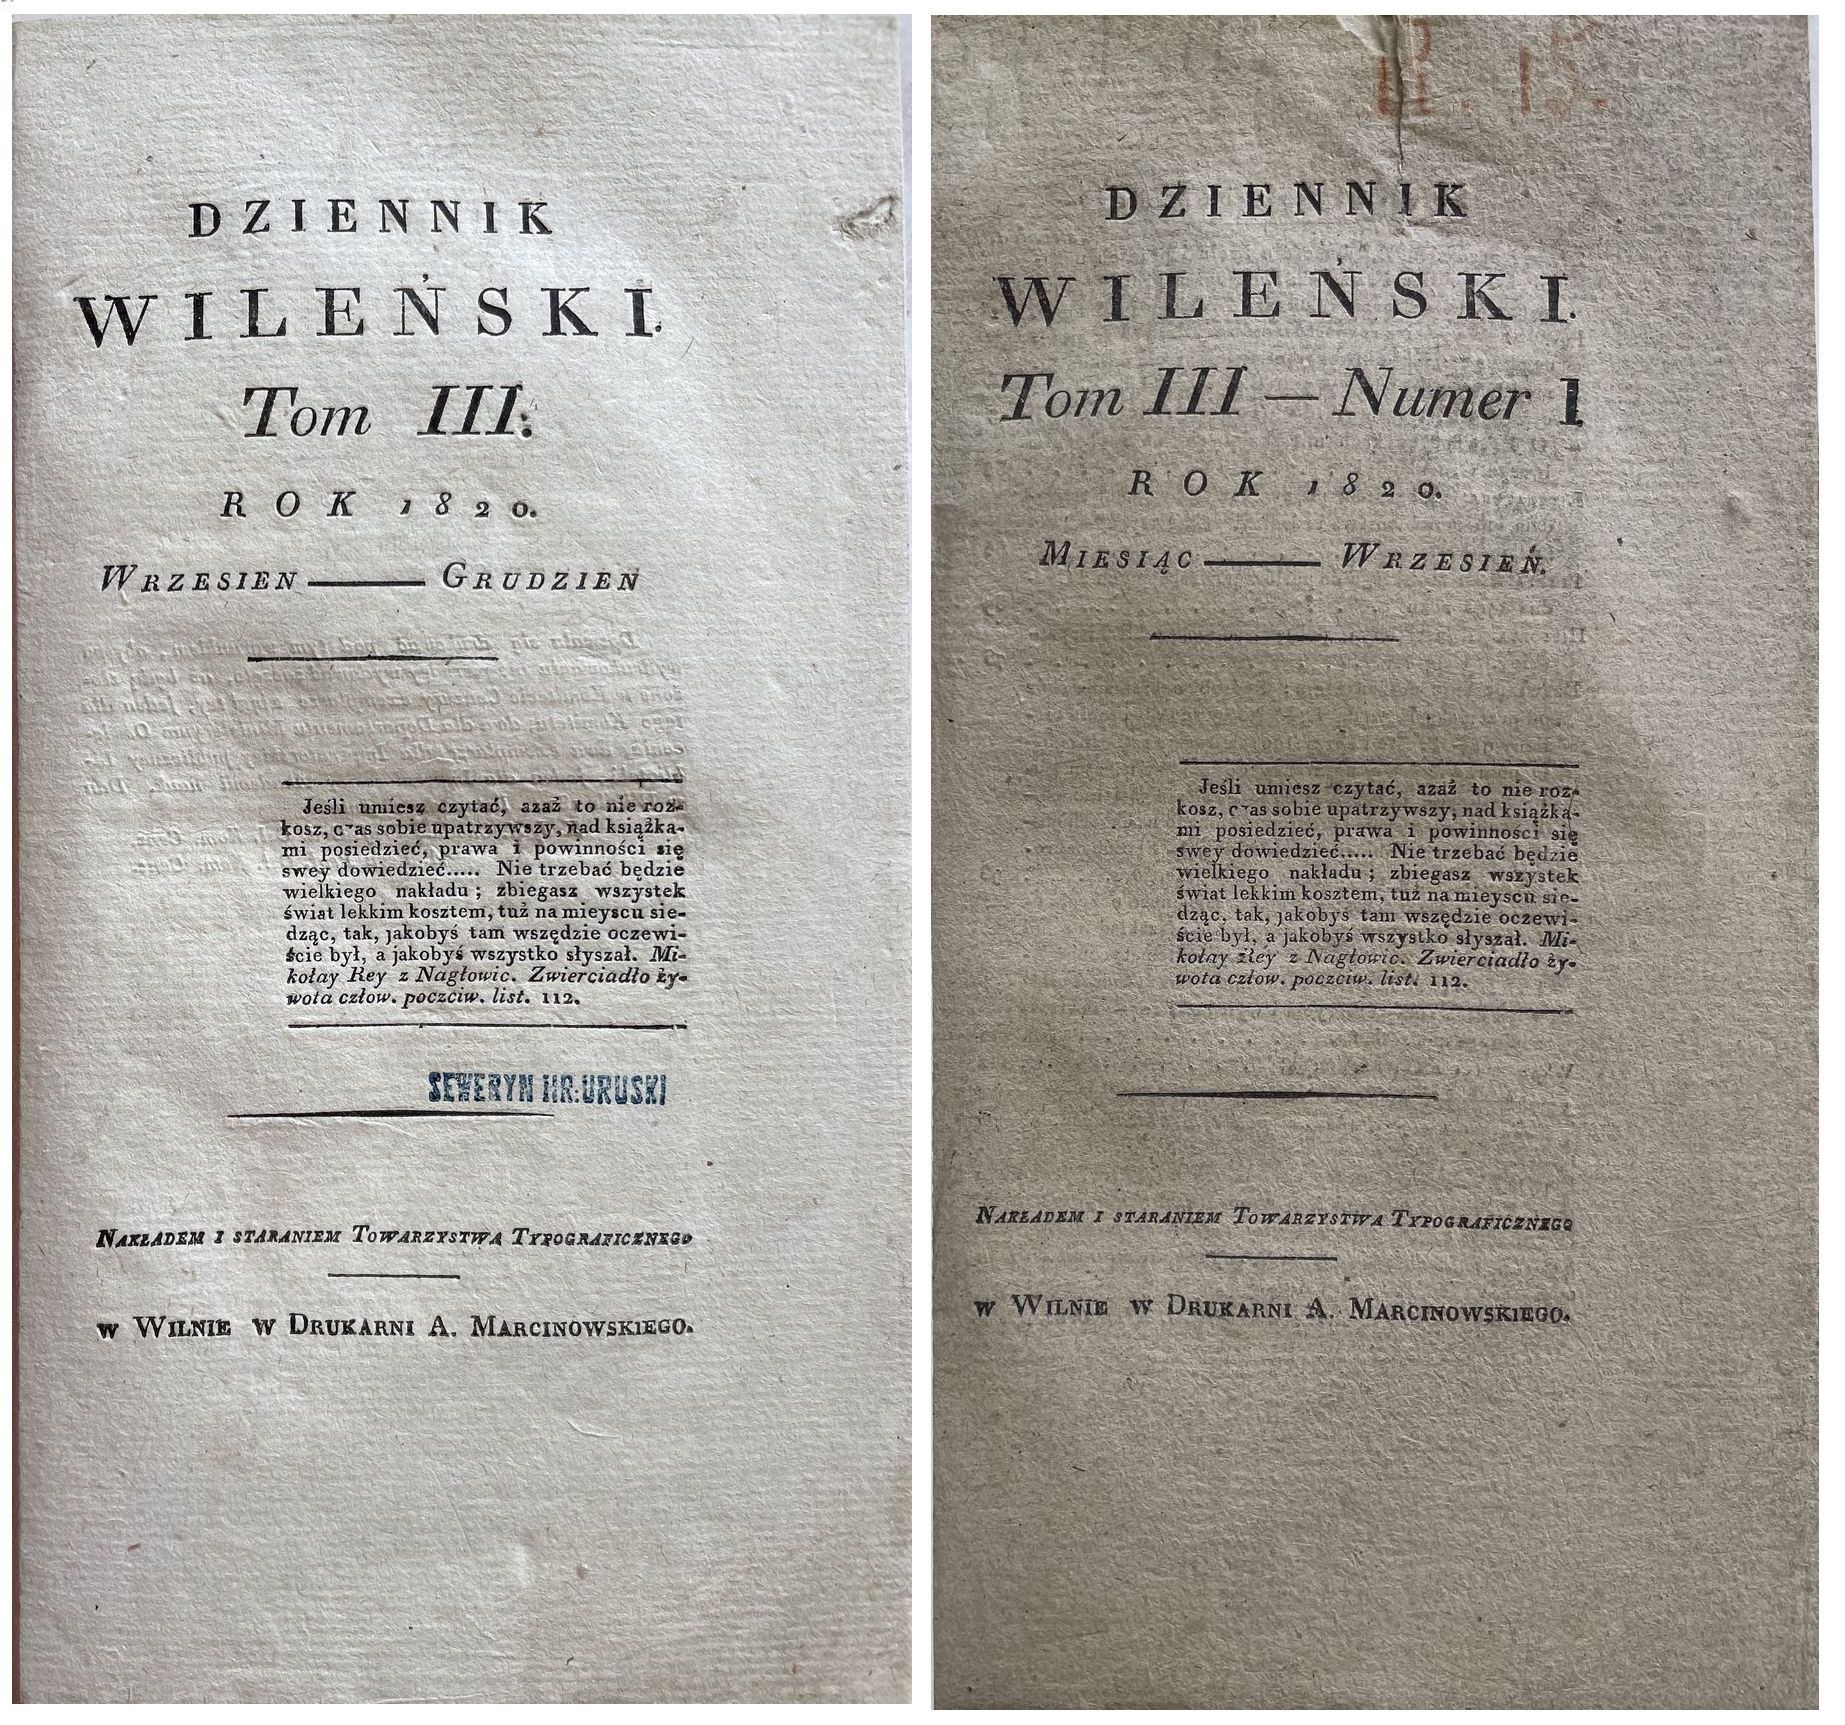 DZIENNIK
WILEŃSKI.
Tom III.
ROK 1820.
WRZESIEN — GRUDZIEN
Jeśli umiesz czytać, azaż to nie roz-
kosz, czas sobie upatrzywszy, nad książka-
mi posiedzieć, prawa i powinności się
swey dowiedzieć..... Nie trzebać będzie
wielkiego nakładu; zbiegasz wszystek
świat lekkim kosztem, tuż na mieyscu sie-
dząc, tak, jakobyś tam wszędzie oczewi-
ście był, a jakobyś wszystko słyszał. Mi-
kołay Rey z Nagłowic. Zwierciadło ży-
wota człow. poczciw. list. 112.
SEWERYN HR: URUSKI
NAKŁADEM I STARANIEM TOWARZYSTWA TYPOGRAFICZNEGO
W WILNIE W DRUKARNI A. MARCINOWSKIEGO.
II. 15.
DZIENNIK
WILEŃSKI.
Tom III — Numer 1
ROK 1820.
MIESIĄC — WRZESIEŃ.
Jeśli umiesz czytać, azaż to nie roz-
kosz, czas sobie upatrzywszy, nad książka-
mi posiedzieć, prawa i powinności się
swey dowiedzieć..... Nie trzebać będzie
wielkiego nakładu; zbiegasz wszystek
świat lekkim kosztem, tuż na mieyscu sie-
dząc, tak, jakobyś tam wszędzie oczewi-
ście był, a jakobyś wszystko słyszał. Mi-
kołay Rey z Nagłowic. Zwierciadło ży-
wota człow. poczciw. list. 112.
NAKŁADEM I STARANIEM TOWARZYSTWA TYPOGRAFICZNEGO
W WILNIE W DRUKARNI A. MARCINOWSKIEGO.